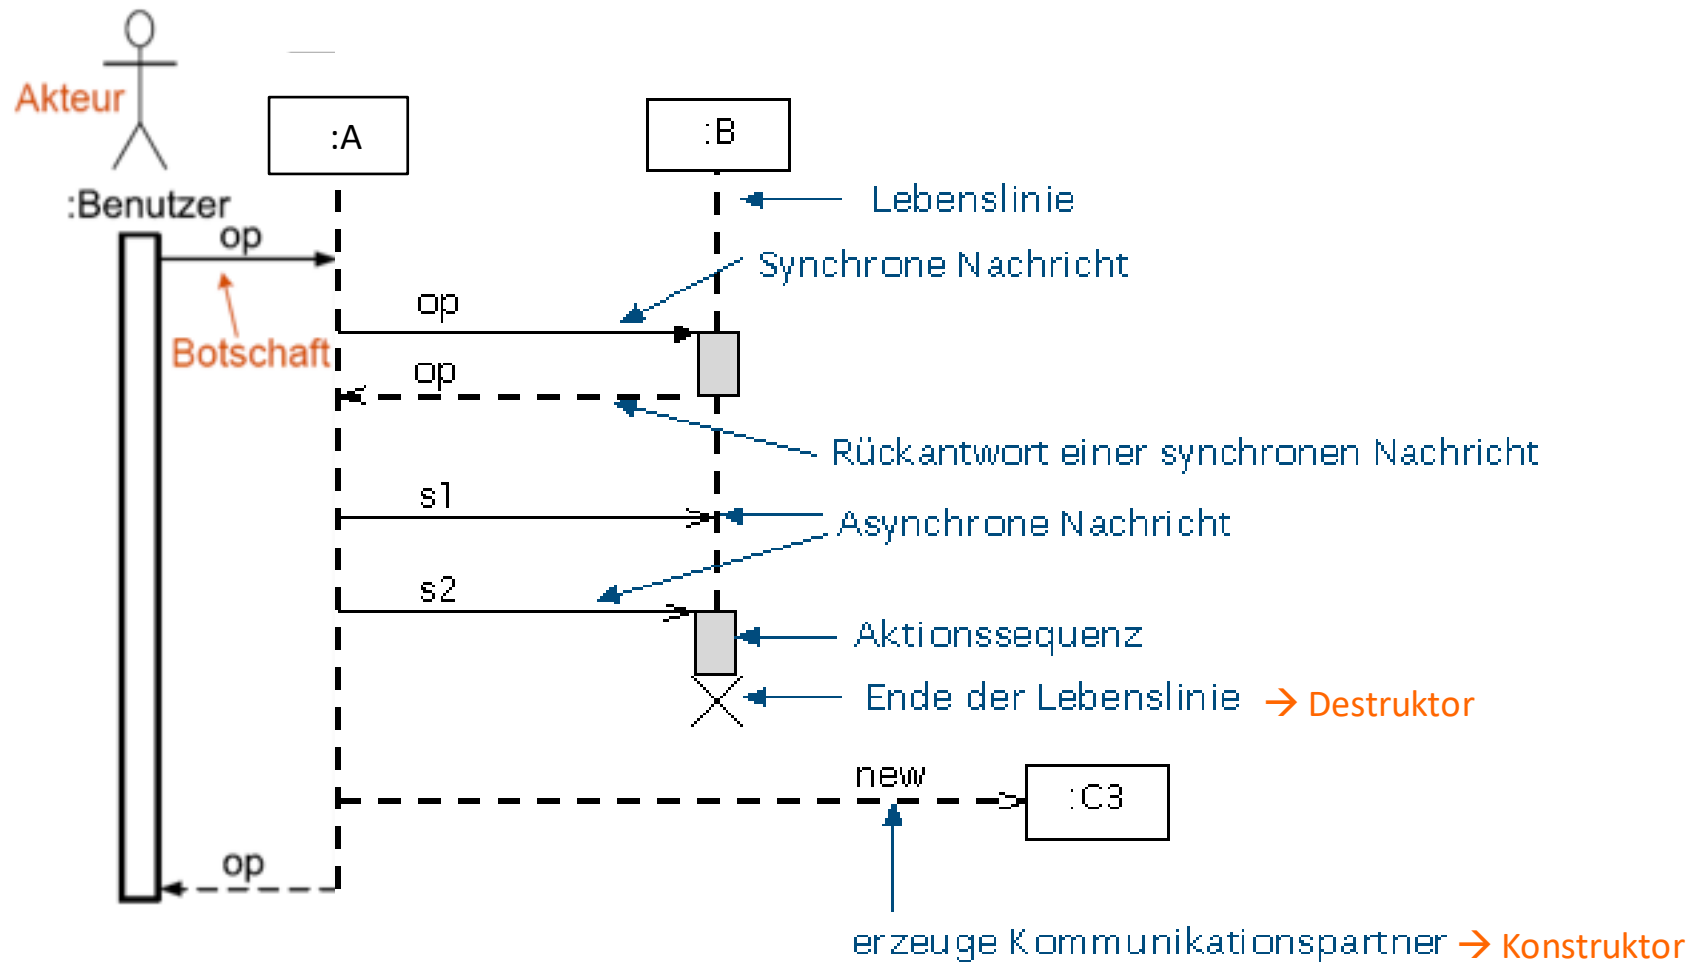 Akteur
:A
:B
:Benutzer
Lebenslinie
op
Synchrone Nachricht
op
Botschaft
op
Rückantwort einer synchronen Nachricht
s1
Asynchrone Nachricht
s2
Aktionssequenz
Ende der Lebenslinie → Destruktor
new
:C3
op
erzeuge Kommunikationspartner → Konstruktor